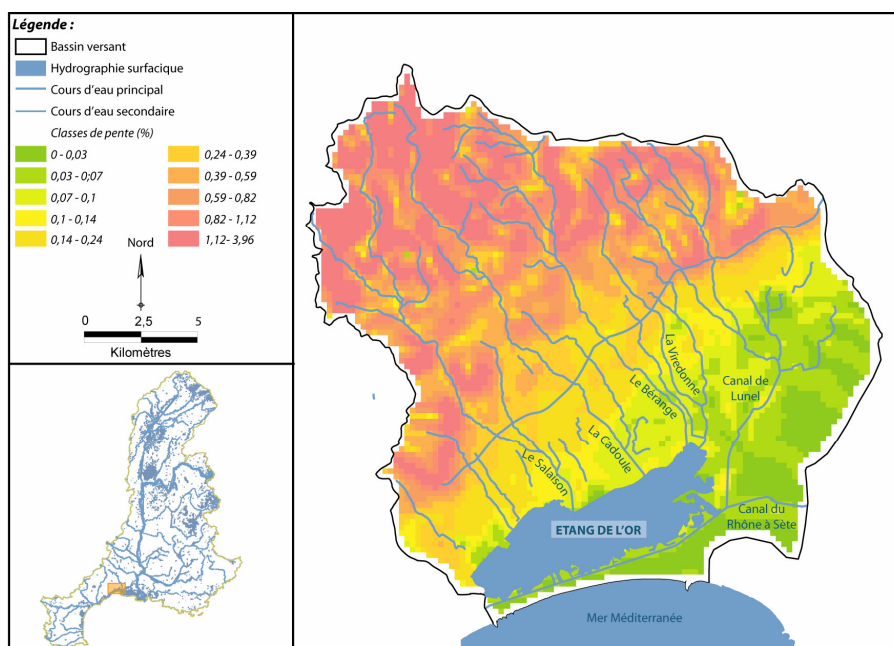 Légende :
Bassin versant
Hydrographie surfacique
Cours d'eau principal
Cours d'eau secondaire
Classes de pente (%)
0 - 0,03
0,03 - 0,07
0,07 - 0,1
0,1 - 0,14
0,14 - 0,24
0,24 - 0,39
0,39 - 0,59
0,59 - 0,82
0,82 - 1,12
1,12- 3,96
Nord
0 2,5 5
Kilomètres
La Viredonne
Le Bérange
La Cadoule
Le Salaison
Canal de
Lunel
Canal du
Rhône à Sète
ETANG DE L'OR
Mer Méditerranée